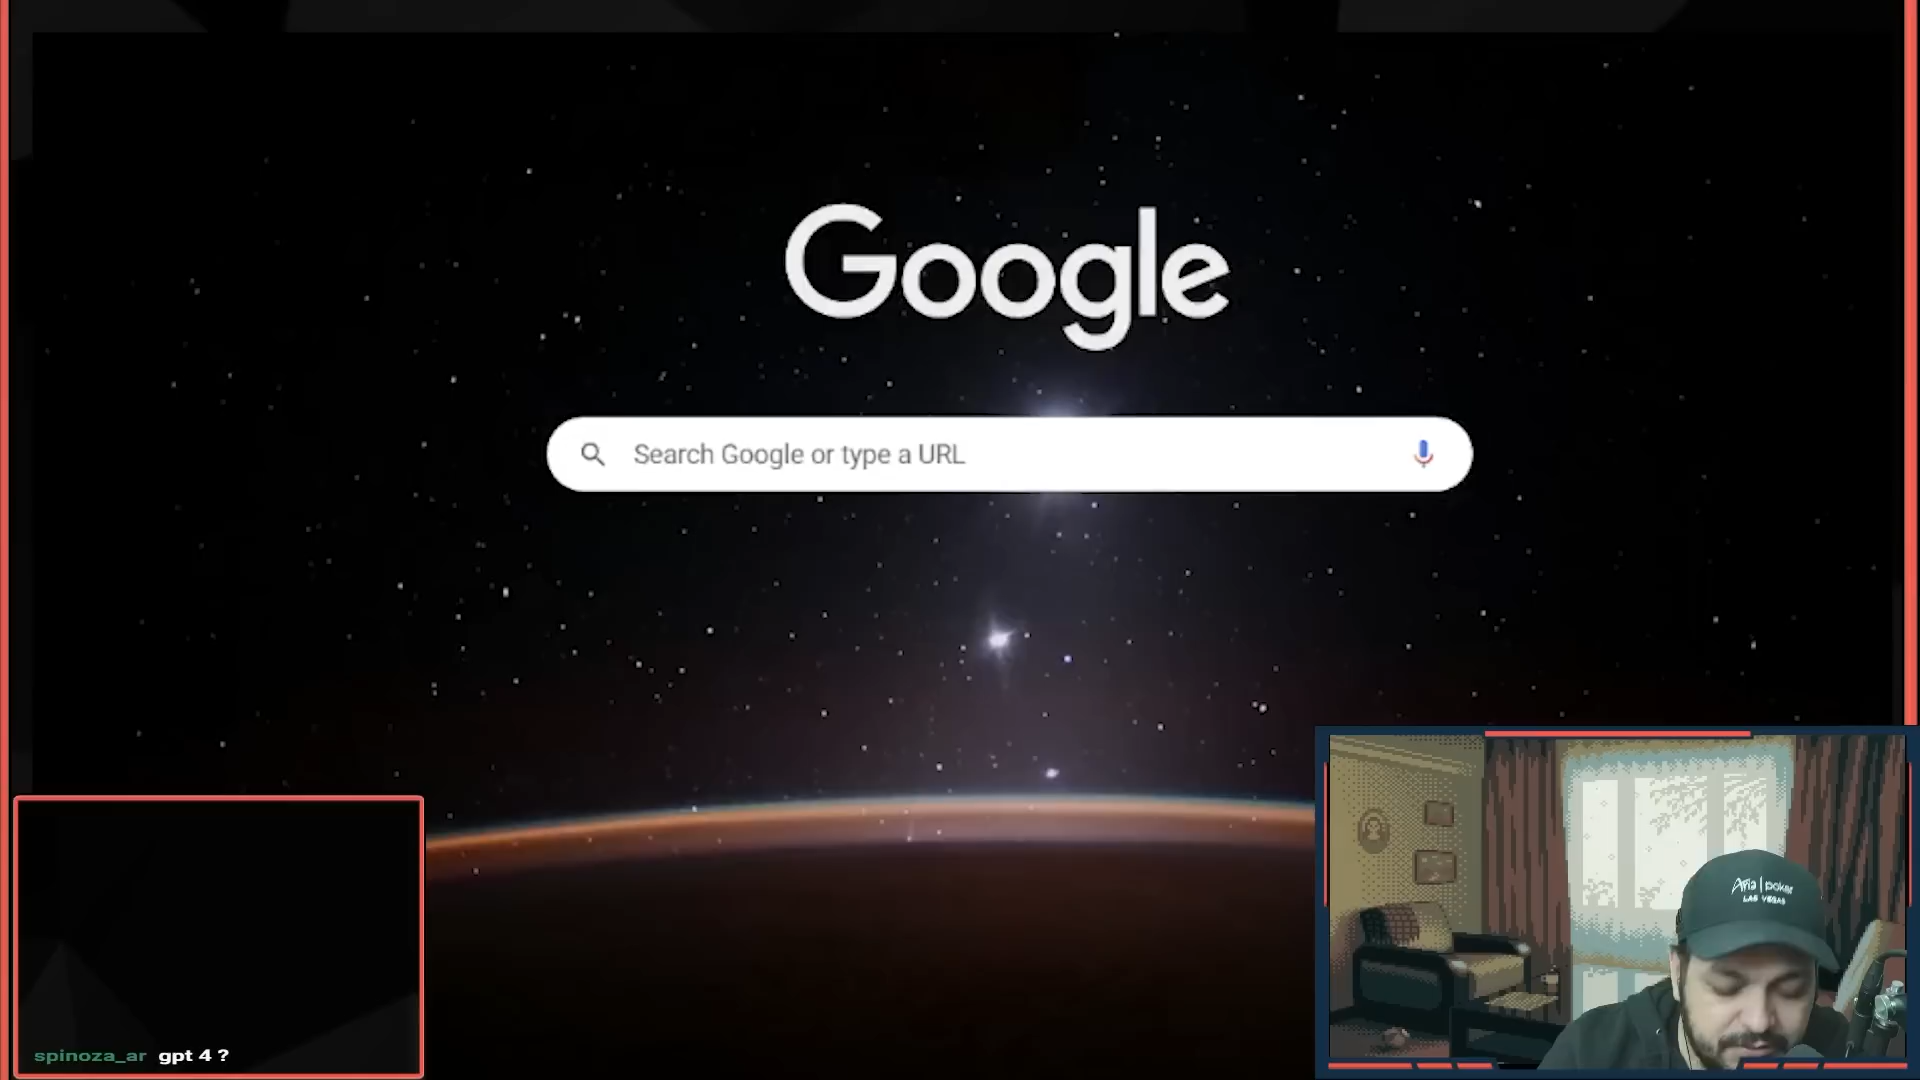 Google
Search Google or type a URL
Aria | poker
LAS VEGAS
spinoza_ar gpt 4 ?